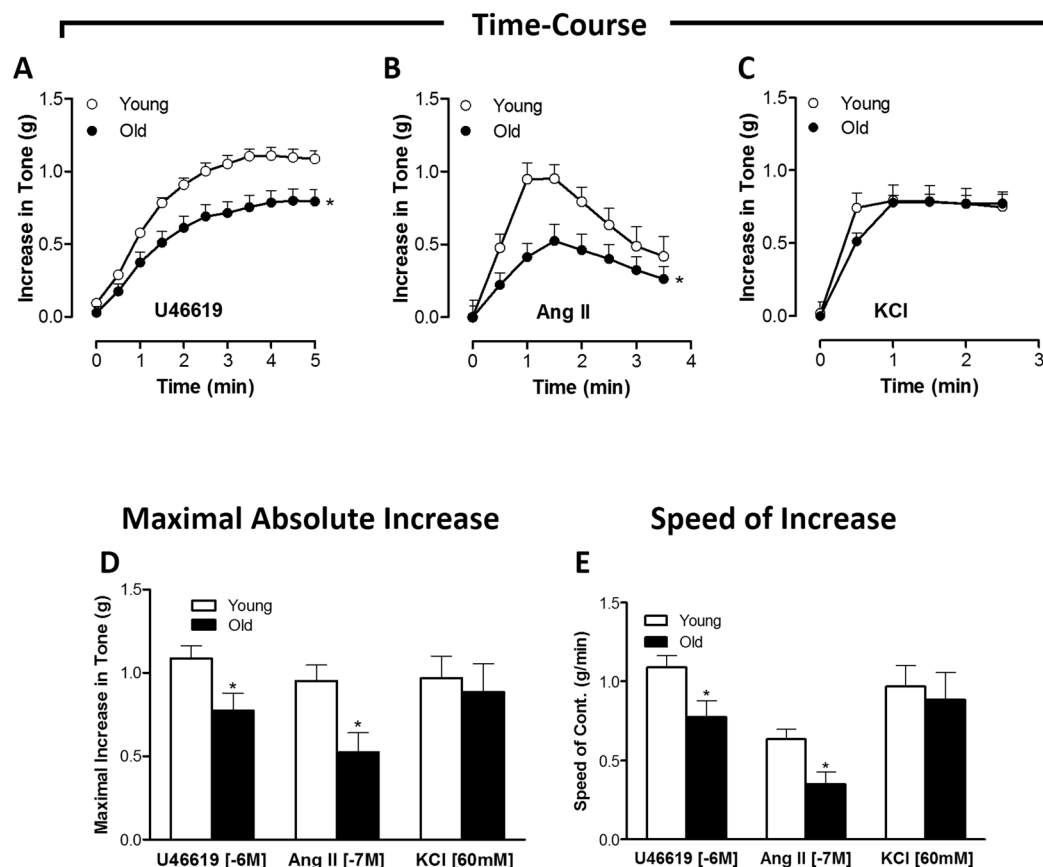 Time-Course
A
B
C
Young
Old
Young
Old
Young
Old
Increase in Tone (g)
1.5
1.0
0.5
0.0
U46619
*
0 1 2 3 4 5
Time (min)
Increase in Tone (g)
1.5
1.0
0.5
0.0
Ang II
*
0 1 2 3 4
Time (min)
Increase in Tone (g)
1.5
1.0
0.5
0.0
KCl
0 1 2 3
Time (min)
Maximal Absolute Increase
D
Maximal Increase in Tone (g)
1.5
1.0
0.5
0.0
Young
Old
*
*
U46619 [-6M] Ang II [-7M] KCl [60mM]
Speed of Increase
E
Speed of Cont. (g/min)
1.5
1.0
0.5
0.0
Young
Old
*
*
U46619 [-6M] Ang II [-7M] KCl [60mM]